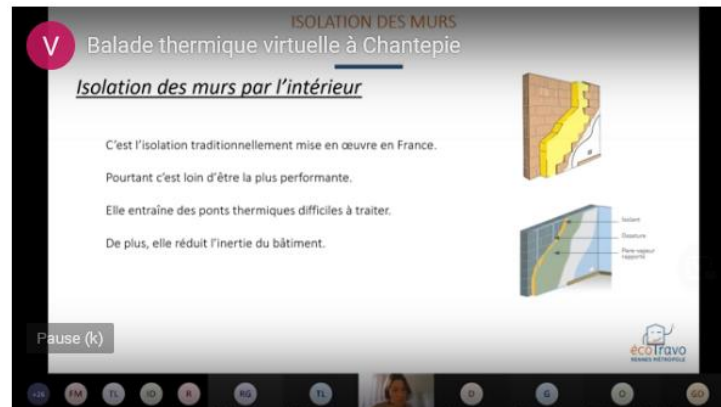 ISOLATION DES MURS
V
Balade thermique virtuelle à Chantepie
Isolation des murs par l'intérieur
C'est l'isolation traditionnellement mise en œuvre en France.
Pourtant c'est loin d'être la plus performante.
Elle entraîne des ponts thermiques difficiles à traiter.
De plus, elle réduit l'inertie du bâtiment.
Isolant
Ossature
Pare-vapeur
rapporté
Pause (k)
écoTravo
RENNES MÉTROPOLE
+26 FM TL ID R RG TL D G O GO